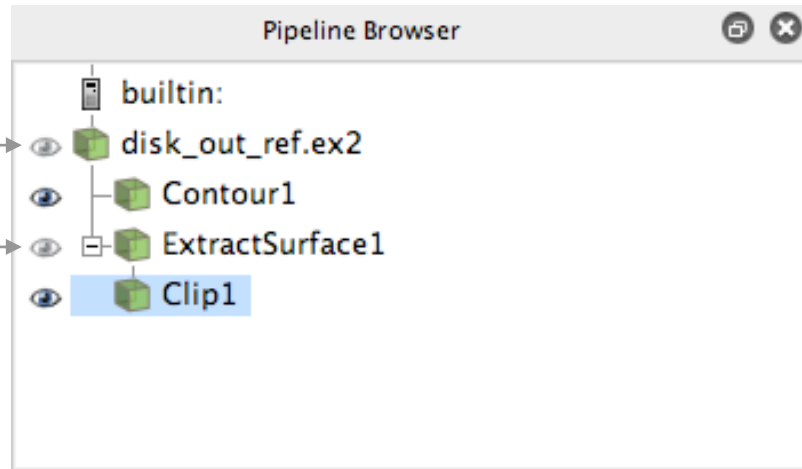 Pipeline Browser
builtin:
disk_out_ref.ex2
Contour1
ExtractSurface1
Clip1